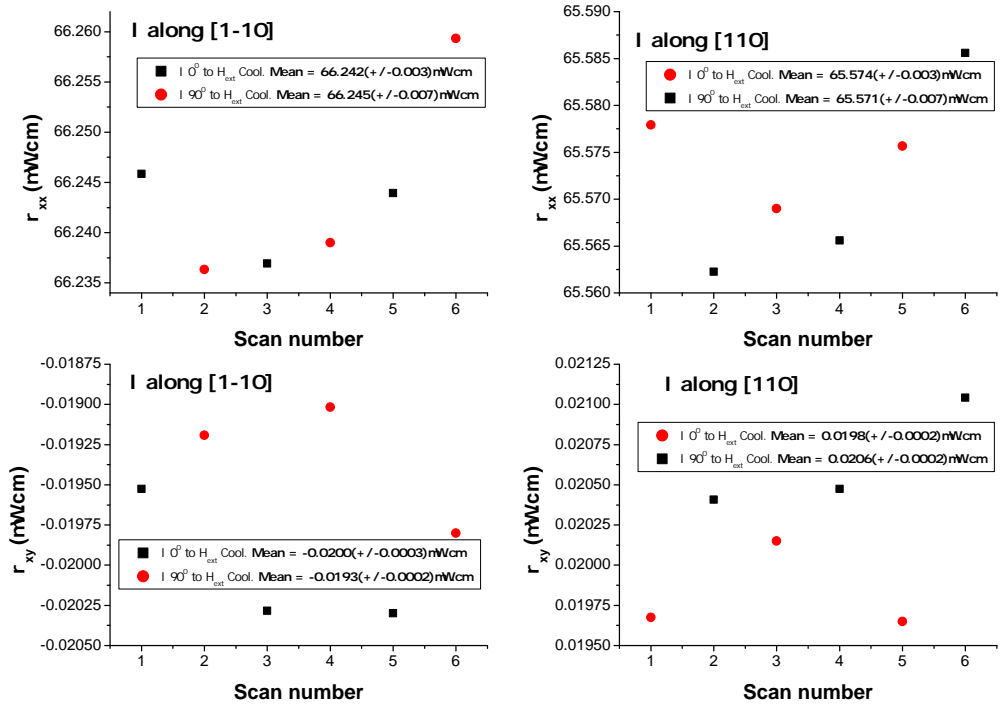 I along [1-10]
I 0° to Hext Cool. Mean = 66.242(+/-0.003)mWcm
I 90° to Hext Cool. Mean = 66.245(+/-0.007)mWcm
66.260
66.255
66.250
66.245
66.240
66.235
rxx (mWcm)
1 2 3 4 5 6
Scan number
I along [110]
I 0° to Hext Cool. Mean = 65.574(+/-0.003)mWcm
I 90° to Hext Cool. Mean = 65.571(+/-0.007)mWcm
65.590
65.585
65.580
65.575
65.570
65.565
65.560
rxx (mWcm)
1 2 3 4 5 6
Scan number
I along [1-10]
-0.01875
-0.01900
-0.01925
-0.01950
-0.01975
-0.02000
-0.02025
-0.02050
rxy (mWcm)
I 0° to Hext Cool. Mean = -0.0200(+/-0.0003)mWcm
I 90° to Hext Cool. Mean = -0.0193(+/-0.0002)mWcm
1 2 3 4 5 6
Scan number
I along [110]
I 0° to Hext Cool. Mean = 0.0198(+/-0.0002)mWcm
I 90° to Hext Cool. Mean = 0.0206(+/-0.0002)mWcm
0.02125
0.02100
0.02075
0.02050
0.02025
0.02000
0.01975
0.01950
rxy (mWcm)
1 2 3 4 5 6
Scan number